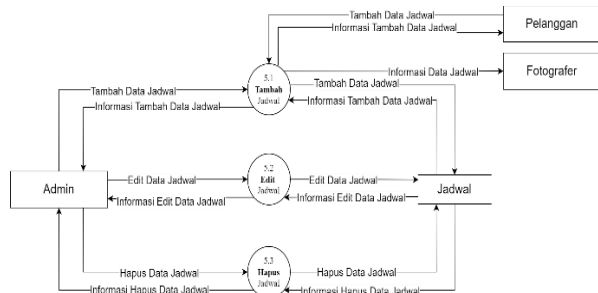 Tambah Data Jadwal
Informasi Tambah Data Jadwal
Pelanggan
Informasi Data Jadwal
Fotografer
5.1
Tambah
Jadwal
Tambah Data Jadwal
Informasi Tambah Data Jadwal
Tambah Data Jadwal
Informasi Tambah Data Jadwal
Admin
Edit Data Jadwal
Informasi Edit Data Jadwal
5.2
Edit
Jadwal
Edit Data Jadwal
Informasi Edit Data Jadwal
Jadwal
Hapus Data Jadwal
Informasi Hapus Data Jadwal
5.3
Hapus
Jadwal
Hapus Data Jadwal
Informasi Hapus Data Jadwal